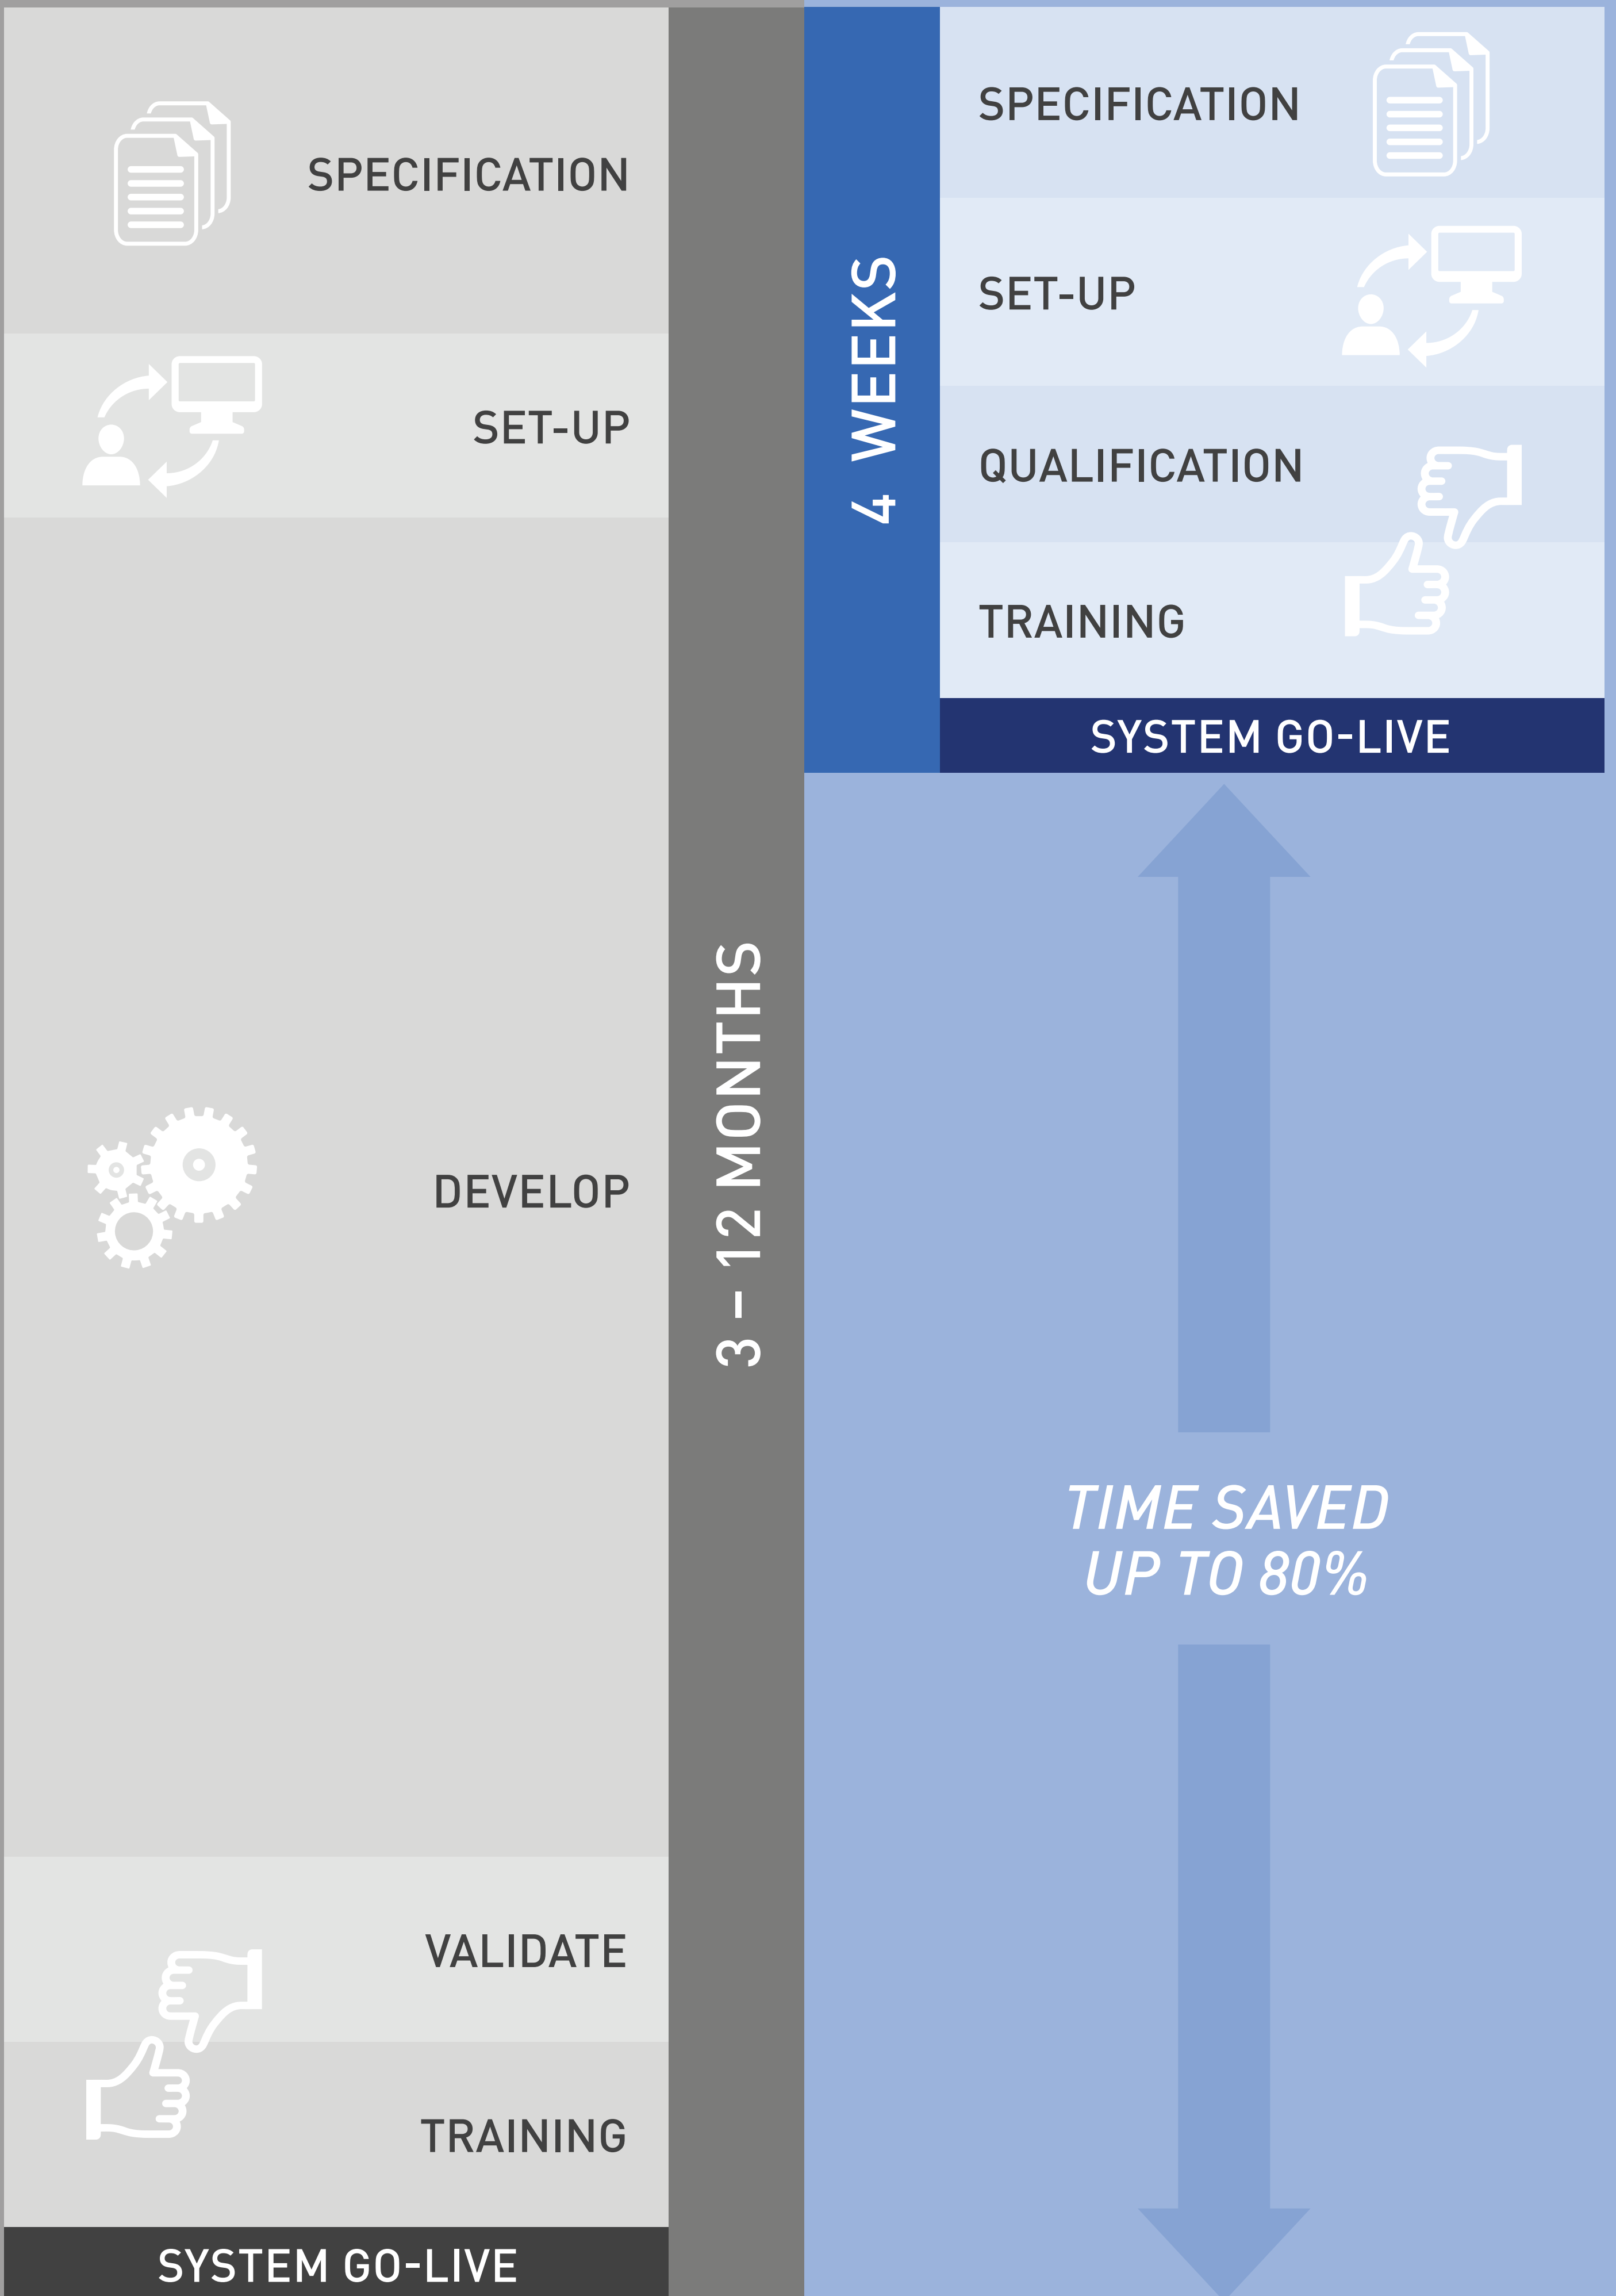 SPECIFICATION
SET-UP
DEVELOP
VALIDATE
TRAINING
SYSTEM GO-LIVE
3 – 12 MONTHS
4 WEEKS
SPECIFICATION
SET-UP
QUALIFICATION
TRAINING
SYSTEM GO-LIVE
TIME SAVED
UP TO 80%